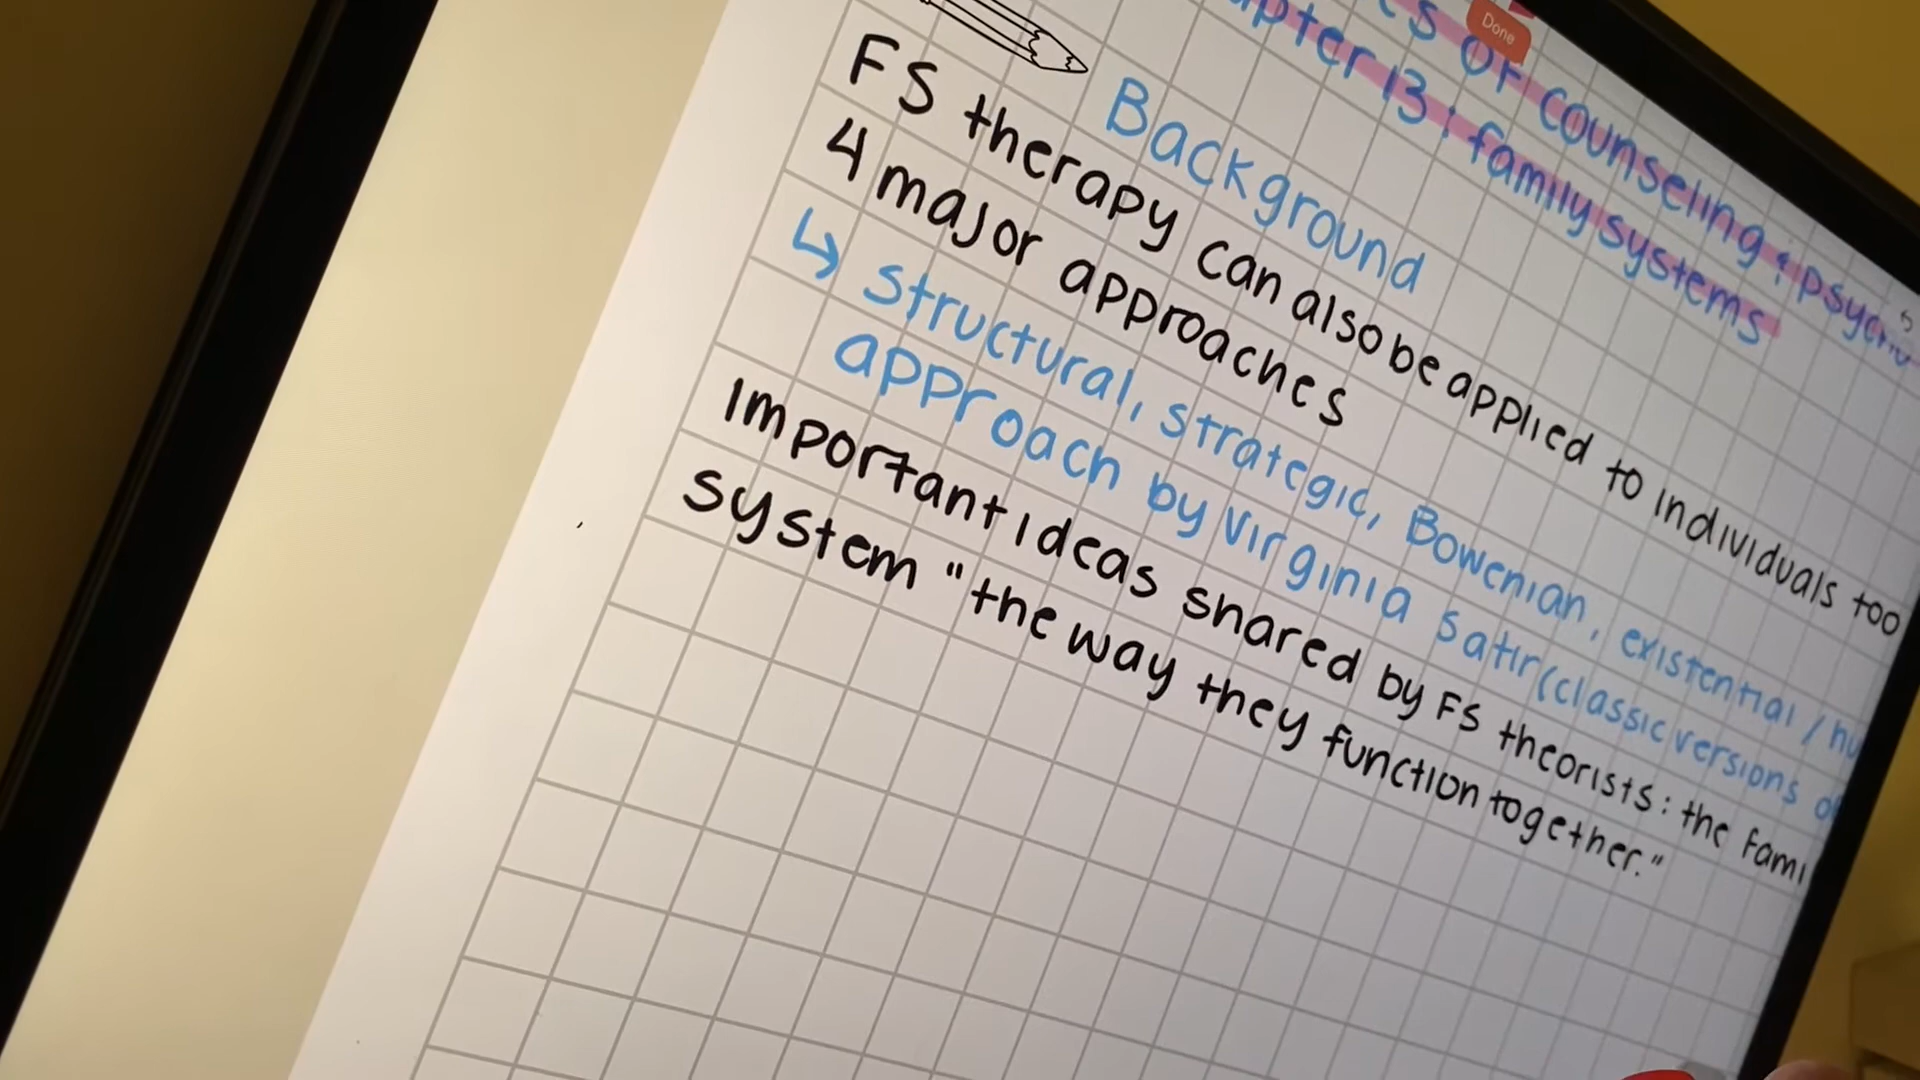 Done
of counseling & psych
apter 13: family systems
Background
FS therapy can also be applied to individuals too
4 major approaches
↳ structural, strategic, Bowenian, existential / hu
approach by Virginia Satir (classic versions of
Important ideas shared by FS theorists: the fami
system "the way they function together."